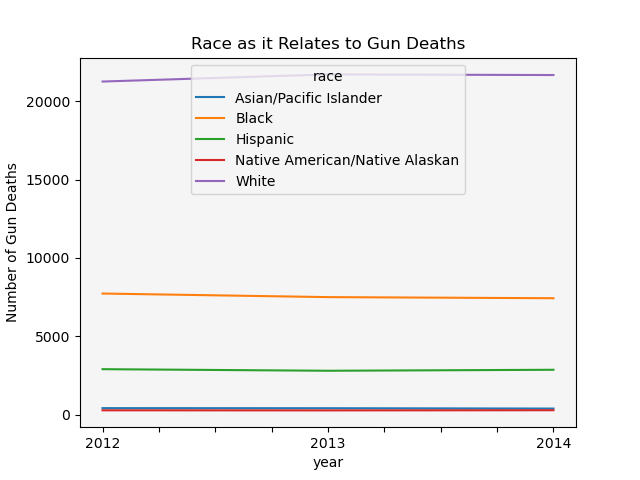 Race as it Relates to Gun Deaths
race
Asian/Pacific Islander
Black
Hispanic
Native American/Native Alaskan
White
Number of Gun Deaths
20000
15000
10000
5000
0
2012 2013 2014
year